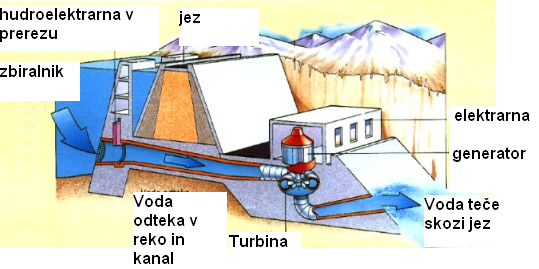 hudroelektrarna v
prerezu
jez
zbiralnik
elektrarna
generator
Voda
odteka v
reko in
kanal
Turbina
Voda teče
skozi jez